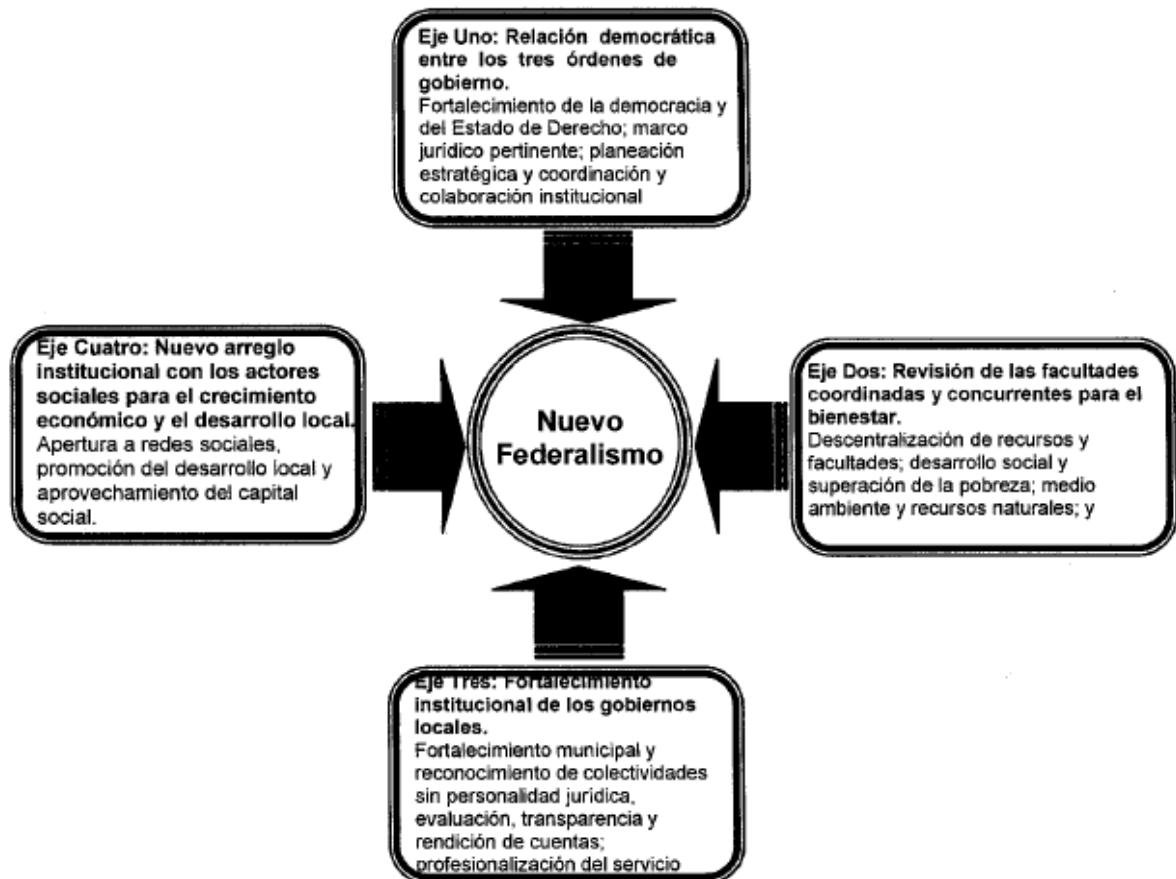 Eje Uno: Relación democrática
entre los tres órdenes de
gobierno.
Fortalecimiento de la democracia y
del Estado de Derecho; marco
jurídico pertinente; planeación
estratégica y coordinación y
colaboración institucional
Eje Cuatro: Nuevo arreglo
institucional con los actores
sociales para el crecimiento
económico y el desarrollo local.
Apertura a redes sociales,
promoción del desarrollo local y
aprovechamiento del capital
social.
Nuevo
Federalismo
Eje Dos: Revisión de las facultades
coordinadas y concurrentes para el
bienestar.
Descentralización de recursos y
facultades; desarrollo social y
superación de la pobreza; medio
ambiente y recursos naturales; y
Eje Tres: Fortalecimiento
institucional de los gobiernos
locales.
Fortalecimiento municipal y
reconocimiento de colectividades
sin personalidad jurídica,
evaluación, transparencia y
rendición de cuentas;
profesionalización del servicio